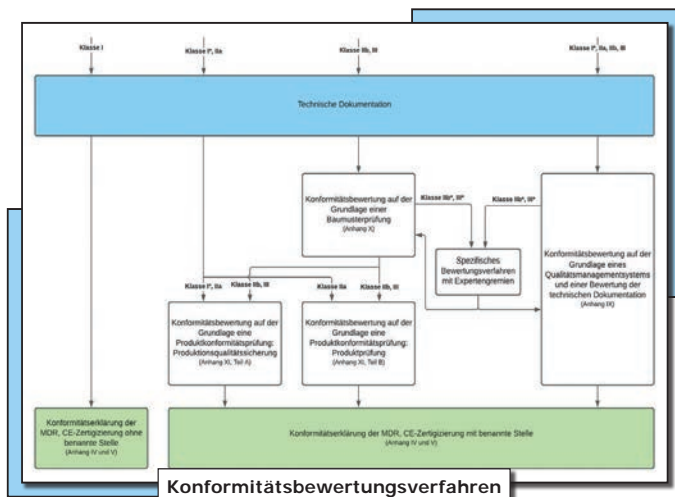 Klasse I
Klasse I*, IIa
Klasse IIb, III
Klasse I*, IIa, IIb, III
Technische Dokumentation
Konformitätsbewertung auf der
Grundlage einer
Baumusterprüfung
(Anhang X)
Klasse IIb*, III*
Klasse IIb*, III*
Spezifisches
Bewertungsverfahren
mit Expertengremien
Konformitätsbewertung auf der
Grundlage eines
Qualitätsmanagementsystems
und einer Bewertung der
technischen Dokumentation
(Anhang IX)
Klasse I*, IIa
Klasse IIb, III
Klasse IIa
Klasse IIb, III
Konformitätsbewertung auf der
Grundlage eine
Produktkonformitätsprüfung:
Produktionsqualitätssicherung
(Anhang XI, Teil A)
Konformitätsbewertung auf der
Grundlage eine
Produktkonformitätsprüfung:
Produktprüfung
(Anhang XI, Teil B)
Konformitätserklärung der
MDR, CE-Zertigizierung ohne
benannte Stelle
(Anhang IV und V)
Konformitätserklärung der MDR, CE-Zertigizierung mit benannte Stelle
(Anhang IV und V)
Konformitätsbewertungsverfahren